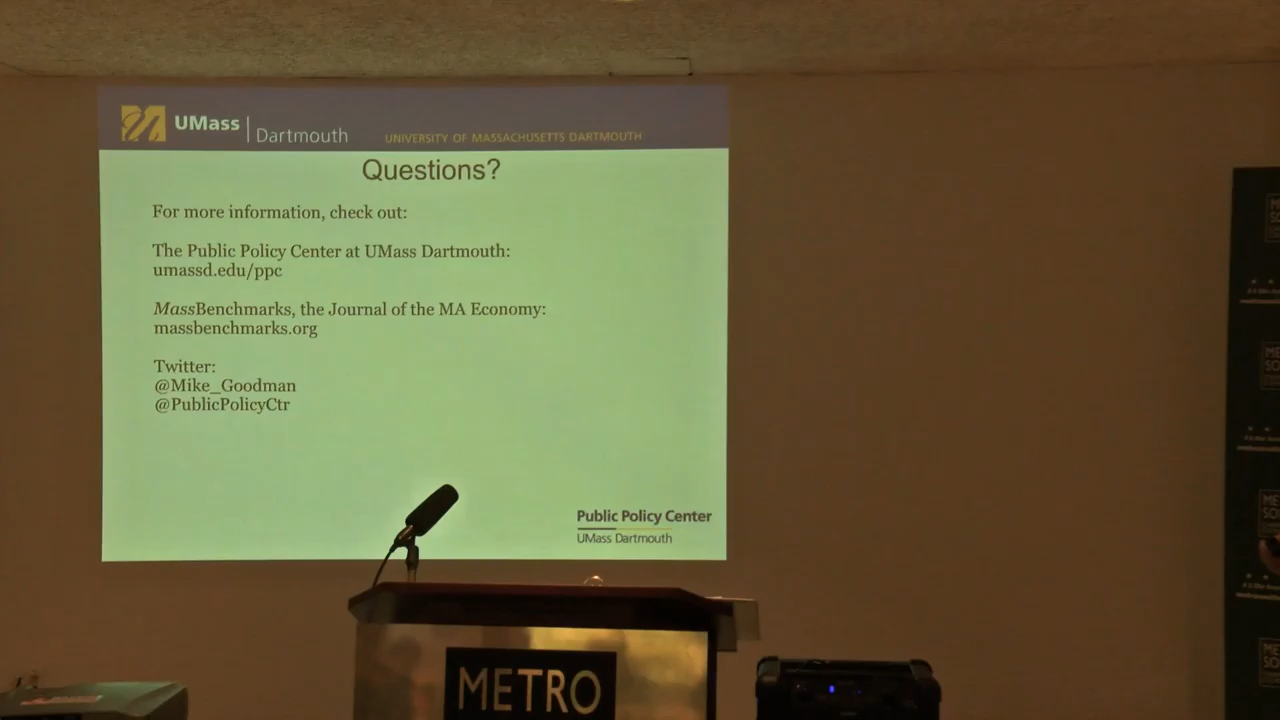 UMass
Dartmouth
UNIVERSITY OF MASSACHUSETTS DARTMOUTH
Questions?
For more information, check out:
The Public Policy Center at UMass Dartmouth:
umassd.edu/ppc
MassBenchmarks, the Journal of the MA Economy:
massbenchmarks.org
Twitter:
@Mike_Goodman
@PublicPolicyCtr
Public Policy Center
UMass Dartmouth
METRO